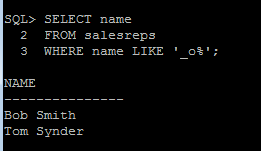 SQL> SELECT name
  2  FROM salesreps
  3  WHERE name LIKE '_o%';
NAME
---------------
Bob Smith
Tom Synder